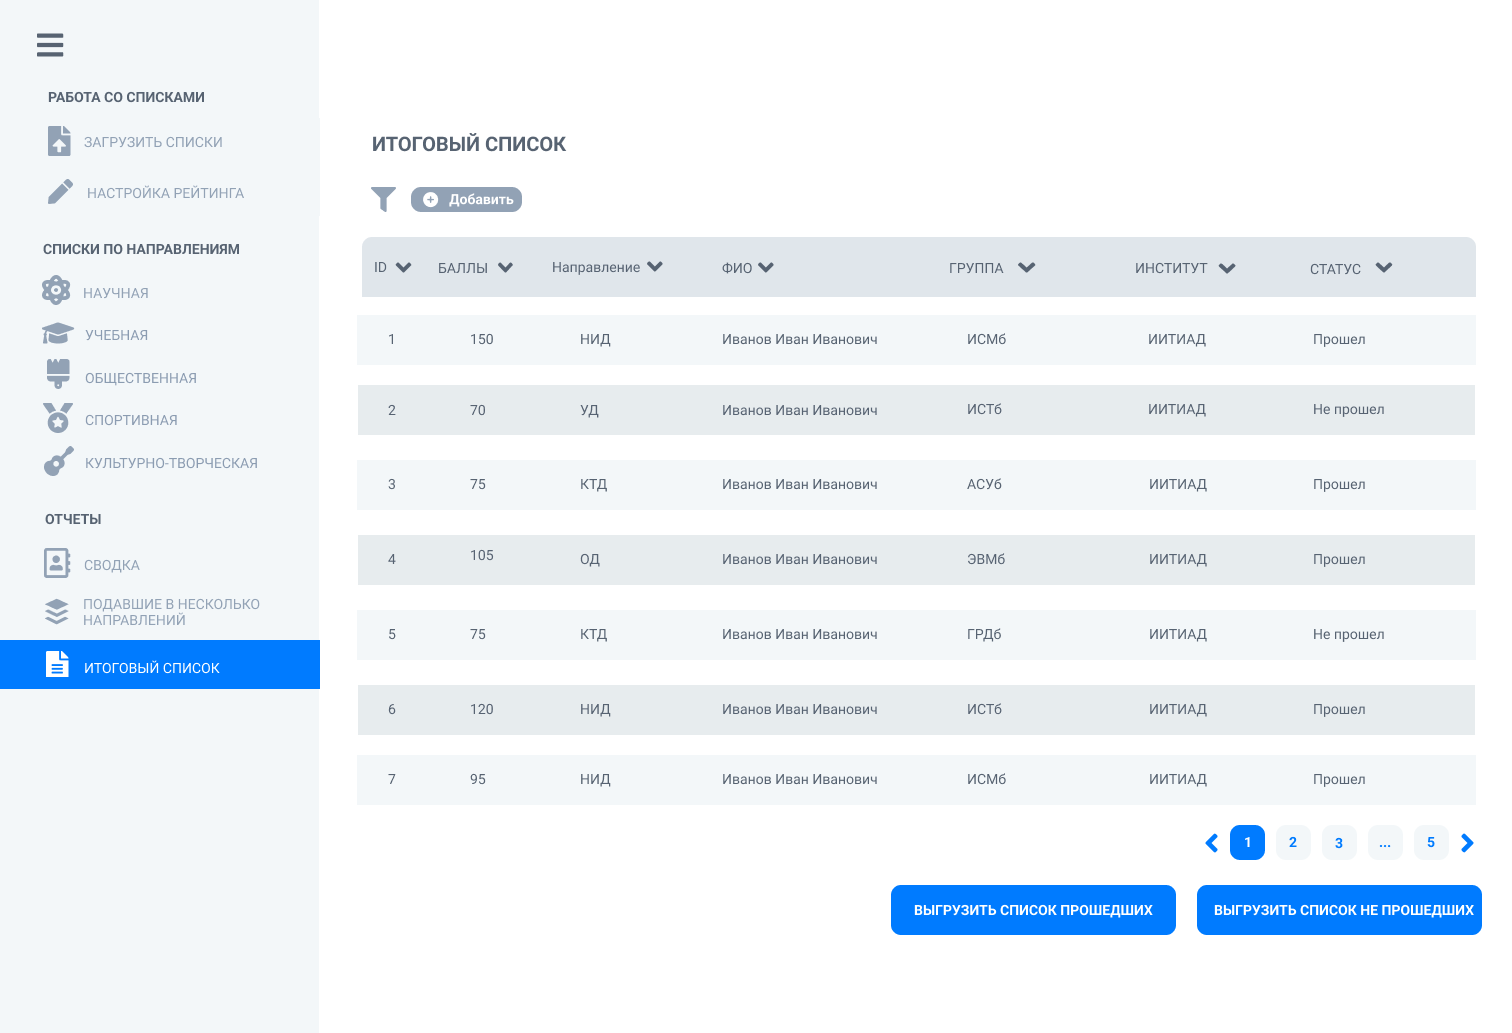 РАБОТА СО СПИСКАМИ
ЗАГРУЗИТЬ СПИСКИ
НАСТРОЙКА РЕЙТИНГА
СПИСКИ ПО НАПРАВЛЕНИЯМ
НАУЧНАЯ
УЧЕБНАЯ
ОБЩЕСТВЕННАЯ
СПОРТИВНАЯ
КУЛЬТУРНО-ТВОРЧЕСКАЯ
ОТЧЕТЫ
СВОДКА
ПОДАВШИЕ В НЕСКОЛЬКО
НАПРАВЛЕНИЙ
ИТОГОВЫЙ СПИСОК
ИТОГОВЫЙ СПИСОК
Добавить
ID БАЛЛЫ Направление ФИО ГРУППА ИНСТИТУТ СТАТУС
1 150 НИД Иванов Иван Иванович ИСМб ИИТИАД Прошел
2 70 УД Иванов Иван Иванович ИСТб ИИТИАД Не прошел
3 75 КТД Иванов Иван Иванович АСУб ИИТИАД Прошел
4 105 ОД Иванов Иван Иванович ЭВМб ИИТИАД Прошел
5 75 КТД Иванов Иван Иванович ГРДб ИИТИАД Не прошел
6 120 НИД Иванов Иван Иванович ИСТб ИИТИАД Прошел
7 95 НИД Иванов Иван Иванович ИСМб ИИТИАД Прошел
1 2 3 ... 5
ВЫГРУЗИТЬ СПИСОК ПРОШЕДШИХ ВЫГРУЗИТЬ СПИСОК НЕ ПРОШЕДШИХ